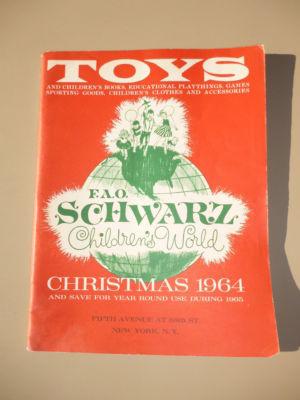 TOYS
AND CHILDREN'S BOOKS, EDUCATIONAL PLAYTHINGS, GAMES
SPORTING GOODS, CHILDREN'S CLOTHES AND ACCESSORIES
F.A.O.
SCHWARZ
Children's World
CHRISTMAS 1964
AND SAVE FOR YEAR ROUND USE DURING 1965
FIFTH AVENUE AT 58th ST.
NEW YORK, N.Y.